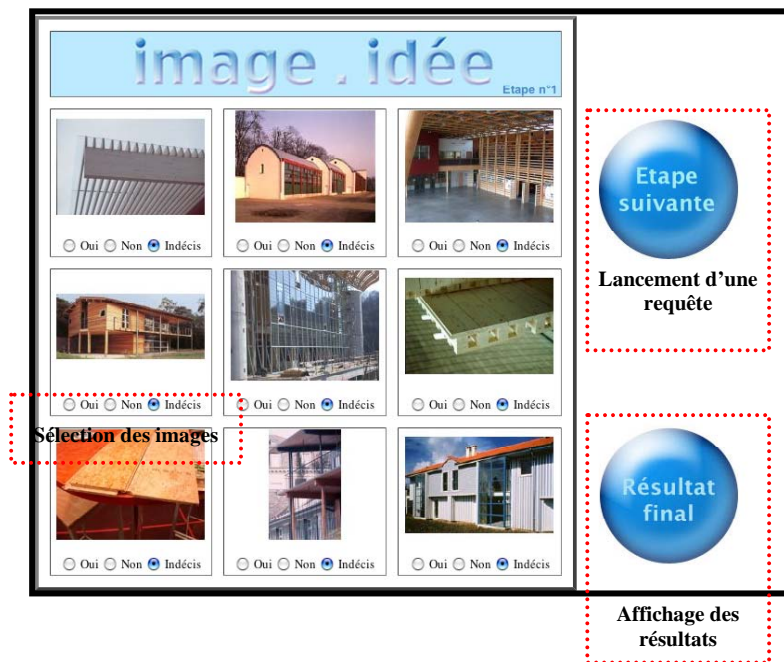 image . idée
Etape n°1
Oui Non Indécis Oui Non Indécis Oui Non Indécis
Etape
suivante
Lancement d'une
requête
Oui Non Indécis Oui Non Indécis Oui Non Indécis
Sélection des images
Oui Non Indécis Oui Non Indécis Oui Non Indécis
Résultat
final
Affichage des
résultats